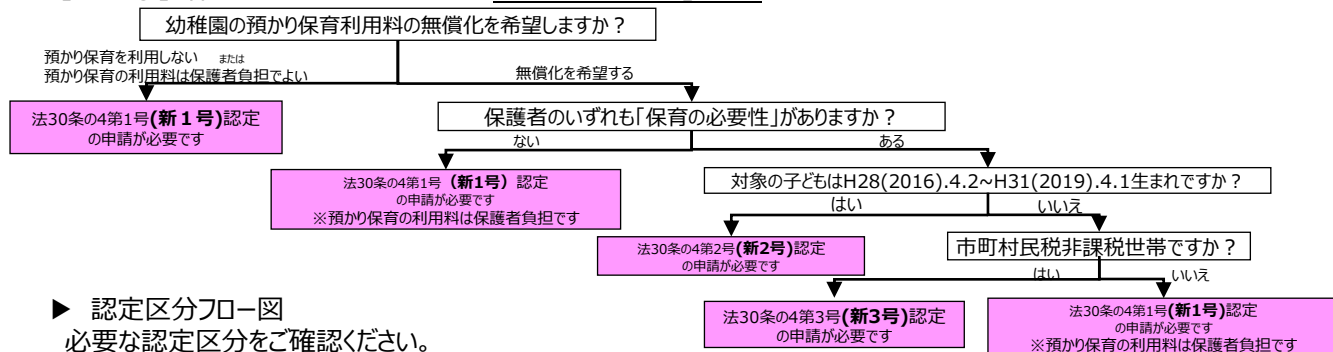 幼稚園の預かり保育利用料の無償化を希望しますか？
預かり保育を利用しない　または
預かり保育の利用料は保護者負担でよい
無償化を希望する
法30条の4第1号(新１号)認定
の申請が必要です
保護者のいずれも「保育の必要性」がありますか？
ない
ある
法30条の4第1号（新1号）認定
の申請が必要です
※預かり保育の利用料は保護者負担です
対象の子どもはH28(2016).4.2~H31(2019).4.1生まれですか？
はい
いいえ
法30条の4第2号(新2号)認定
の申請が必要です
市町村民税非課税世帯ですか？
はい
いいえ
法30条の4第3号(新3号)認定
の申請が必要です
法30条の4第1号(新1号)認定
の申請が必要です
※預かり保育の利用料は保護者負担です
▶ 認定区分フロー図
必要な認定区分をご確認ください。